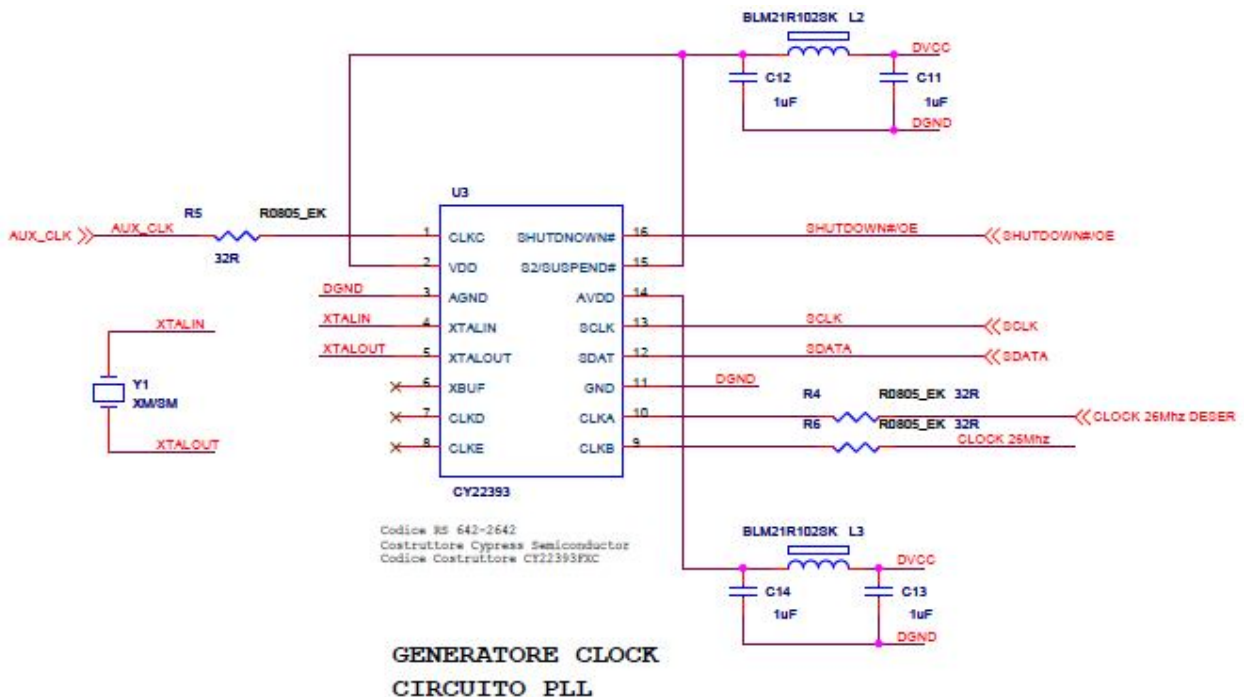 BLM21R102SK L2
DVCC
C12
C11
1uF
1uF
DGND
U3
R5
R0805_EK
AUX_CLK
AUX_CLK
32R
1
CLKC
SHUTDNOWN#
16
SHUTDOWN#/OE
SHUTDOWN#/OE
2
VDD
S2/SUSPEND#
15
DGND
3
AGND
AVDD
14
XTALIN
XTALIN
4
XTALIN
SCLK
13
SCLK
SCLK
XTALOUT
5
XTALOUT
SDAT
12
SDATA
SDATA
Y1
XM/SM
6
XBUF
GND
11
DGND
7
CLKD
CLKA
10
R4
R0805_EK 32R
CLOCK 26Mhz DESER
XTALOUT
8
CLKE
CLKB
9
R6
R0805_EK 32R
CLOCK 26Mhz
CY22393
Codice RS 642-2642
Costruttore Cypress Semiconductor
Codice Costruttore CY22393FXC
BLM21R102SK L3
DVCC
C14
C13
1uF
1uF
DGND
GENERATORE CLOCK
CIRCUITO PLL